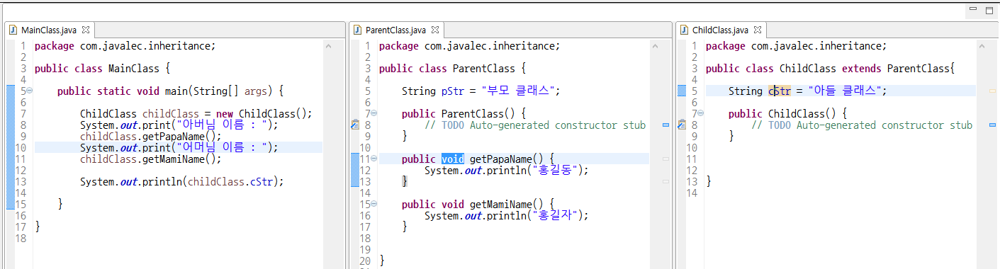 MainClass.java
1 package com.javalec.inheritance;
2
3 public class MainClass {
4
5 public static void main(String[] args) {
6
7 ChildClass childClass = new ChildClass();
8 System.out.print("아버님 이름 : ");
9 childClass.getPapaName();
10 System.out.print("어머님 이름 : ");
11 childClass.getMamiName();
12
13 System.out.println(childClass.cStr);
14
15 }
16
17 }
18
ParentClass.java
1 package com.javalec.inheritance;
2
3 public class ParentClass {
4
5 String pStr = "부모 클래스";
6
7 public ParentClass() {
8 // TODO Auto-generated constructor stub
9 }
10
11 public void getPapaName() {
12 System.out.println("홍길동");
13 }
14
15 public void getMamiName() {
16 System.out.println("홍길자");
17 }
18
19
20 }
ChildClass.java
1 package com.javalec.inheritance;
2
3 public class ChildClass extends ParentClass{
4
5 String cStr = "아들 클래스";
6
7 public ChildClass() {
8 // TODO Auto-generated constructor stub
9 }
10
11
12
13 }
14